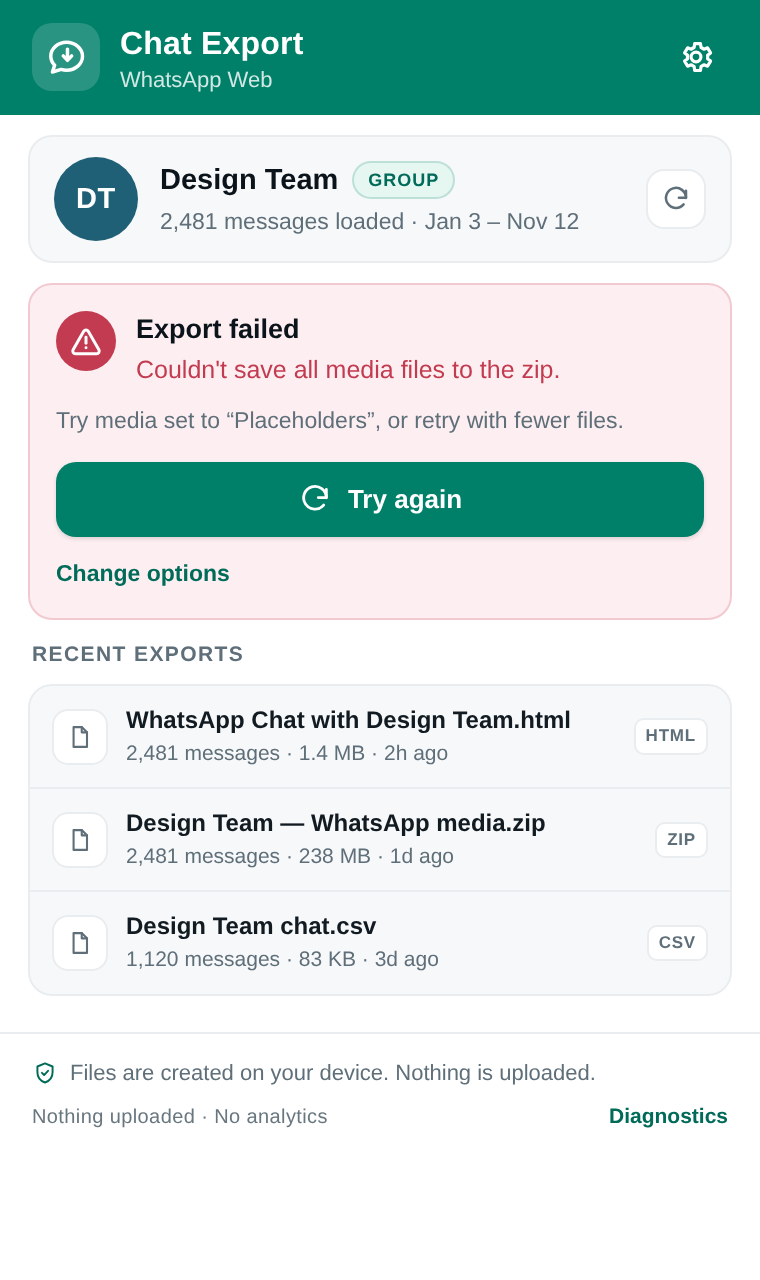 Chat Export
WhatsApp Web
DT
Design Team GROUP
2,481 messages loaded · Jan 3 – Nov 12
Export failed
Couldn't save all media files to the zip.
Try media set to “Placeholders”, or retry with fewer files.
Try again
Change options
RECENT EXPORTS
WhatsApp Chat with Design Team.html
2,481 messages · 1.4 MB · 2h ago
HTML
Design Team — WhatsApp media.zip
2,481 messages · 238 MB · 1d ago
ZIP
Design Team chat.csv
1,120 messages · 83 KB · 3d ago
CSV
Files are created on your device. Nothing is uploaded.
Nothing uploaded · No analytics
Diagnostics